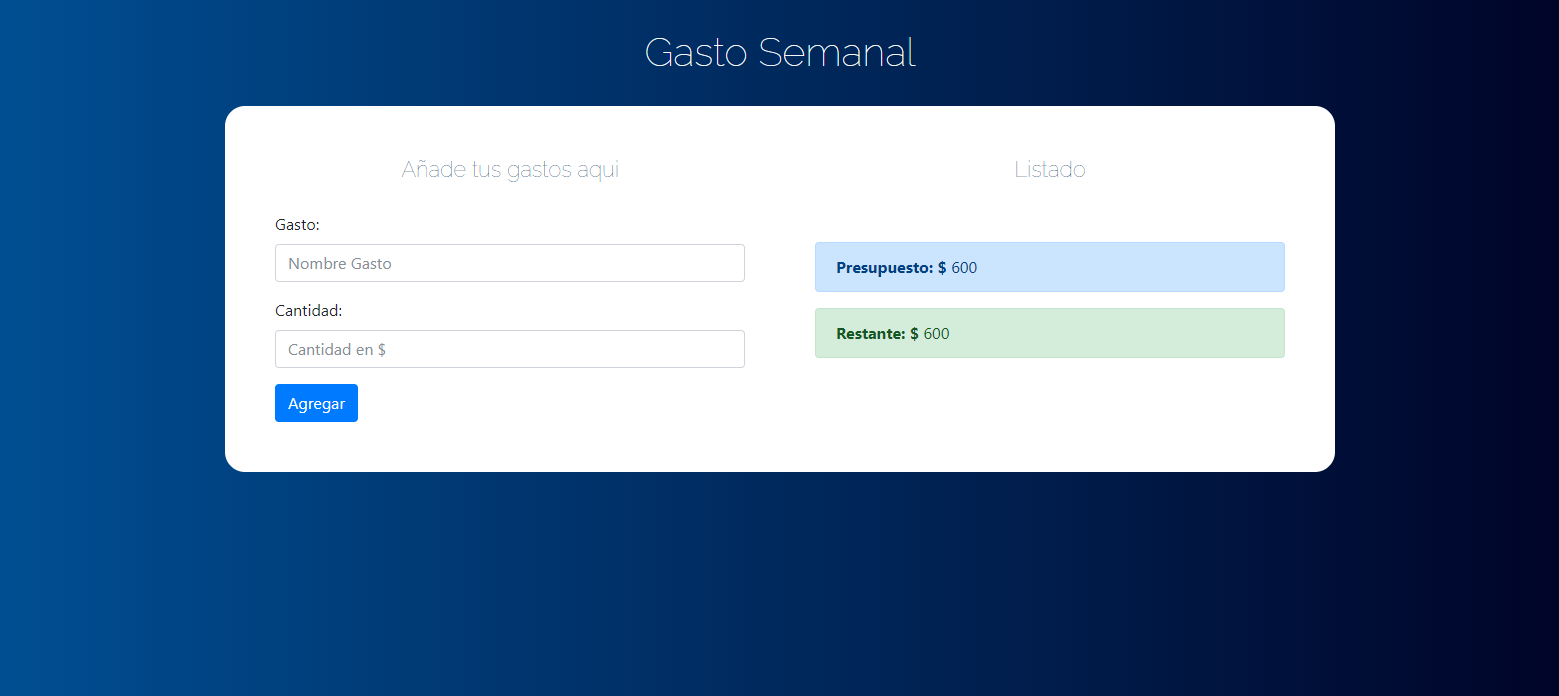 Gasto Semanal
Añade tus gastos aqui
Gasto:
Nombre Gasto
Cantidad:
Cantidad en $
Agregar
Listado
Presupuesto: $ 600
Restante: $ 600